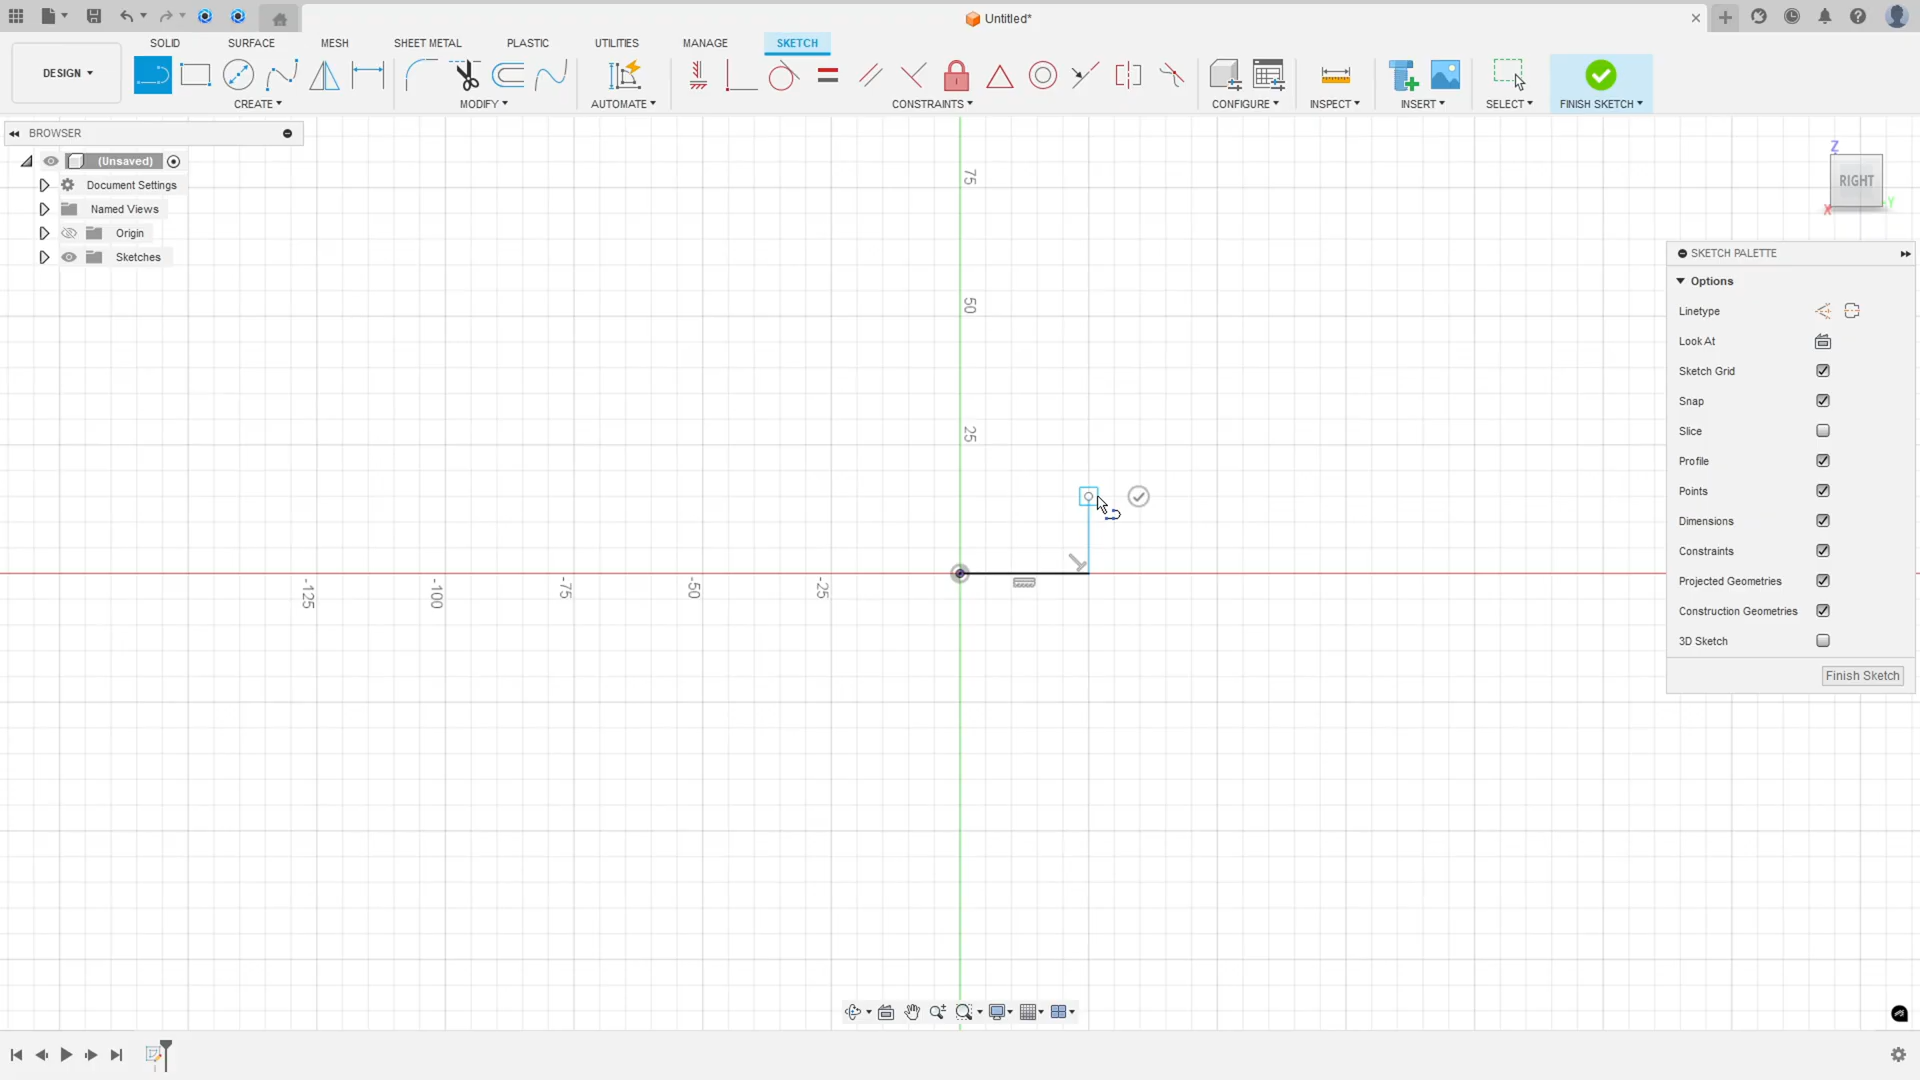 Untitled*
SOLID SURFACE MESH SHEET METAL PLASTIC UTILITIES MANAGE SKETCH
DESIGN
CREATE MODIFY AUTOMATE CONSTRAINTS CONFIGURE INSPECT INSERT SELECT FINISH SKETCH
BROWSER
(Unsaved)
Document Settings
Named Views
Origin
Sketches
75
50
25
-125 -100 -75 -50 -25
Z
RIGHT
X
Y
SKETCH PALETTE
Options
Linetype
Look At
Sketch Grid
Snap
Slice
Profile
Points
Dimensions
Constraints
Projected Geometries
Construction Geometries
3D Sketch
Finish Sketch